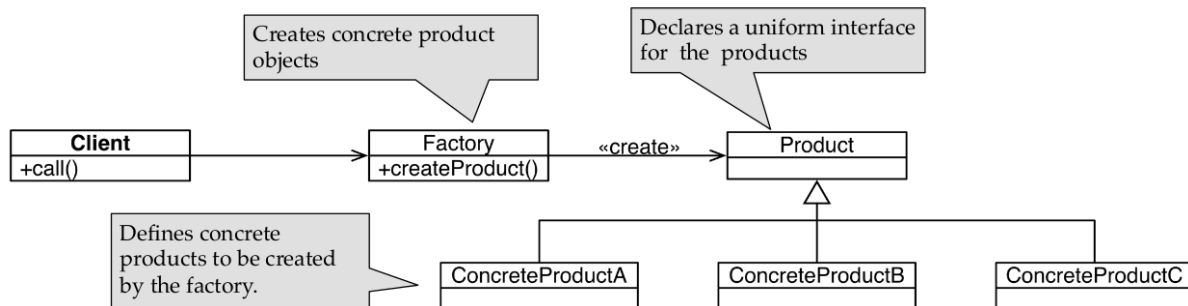 Creates concrete product
objects
Declares a uniform interface
for the products
Client
+call()
Factory
+createProduct()
«create»
Product
Defines concrete
products to be created
by the factory.
ConcreteProductA
ConcreteProductB
ConcreteProductC